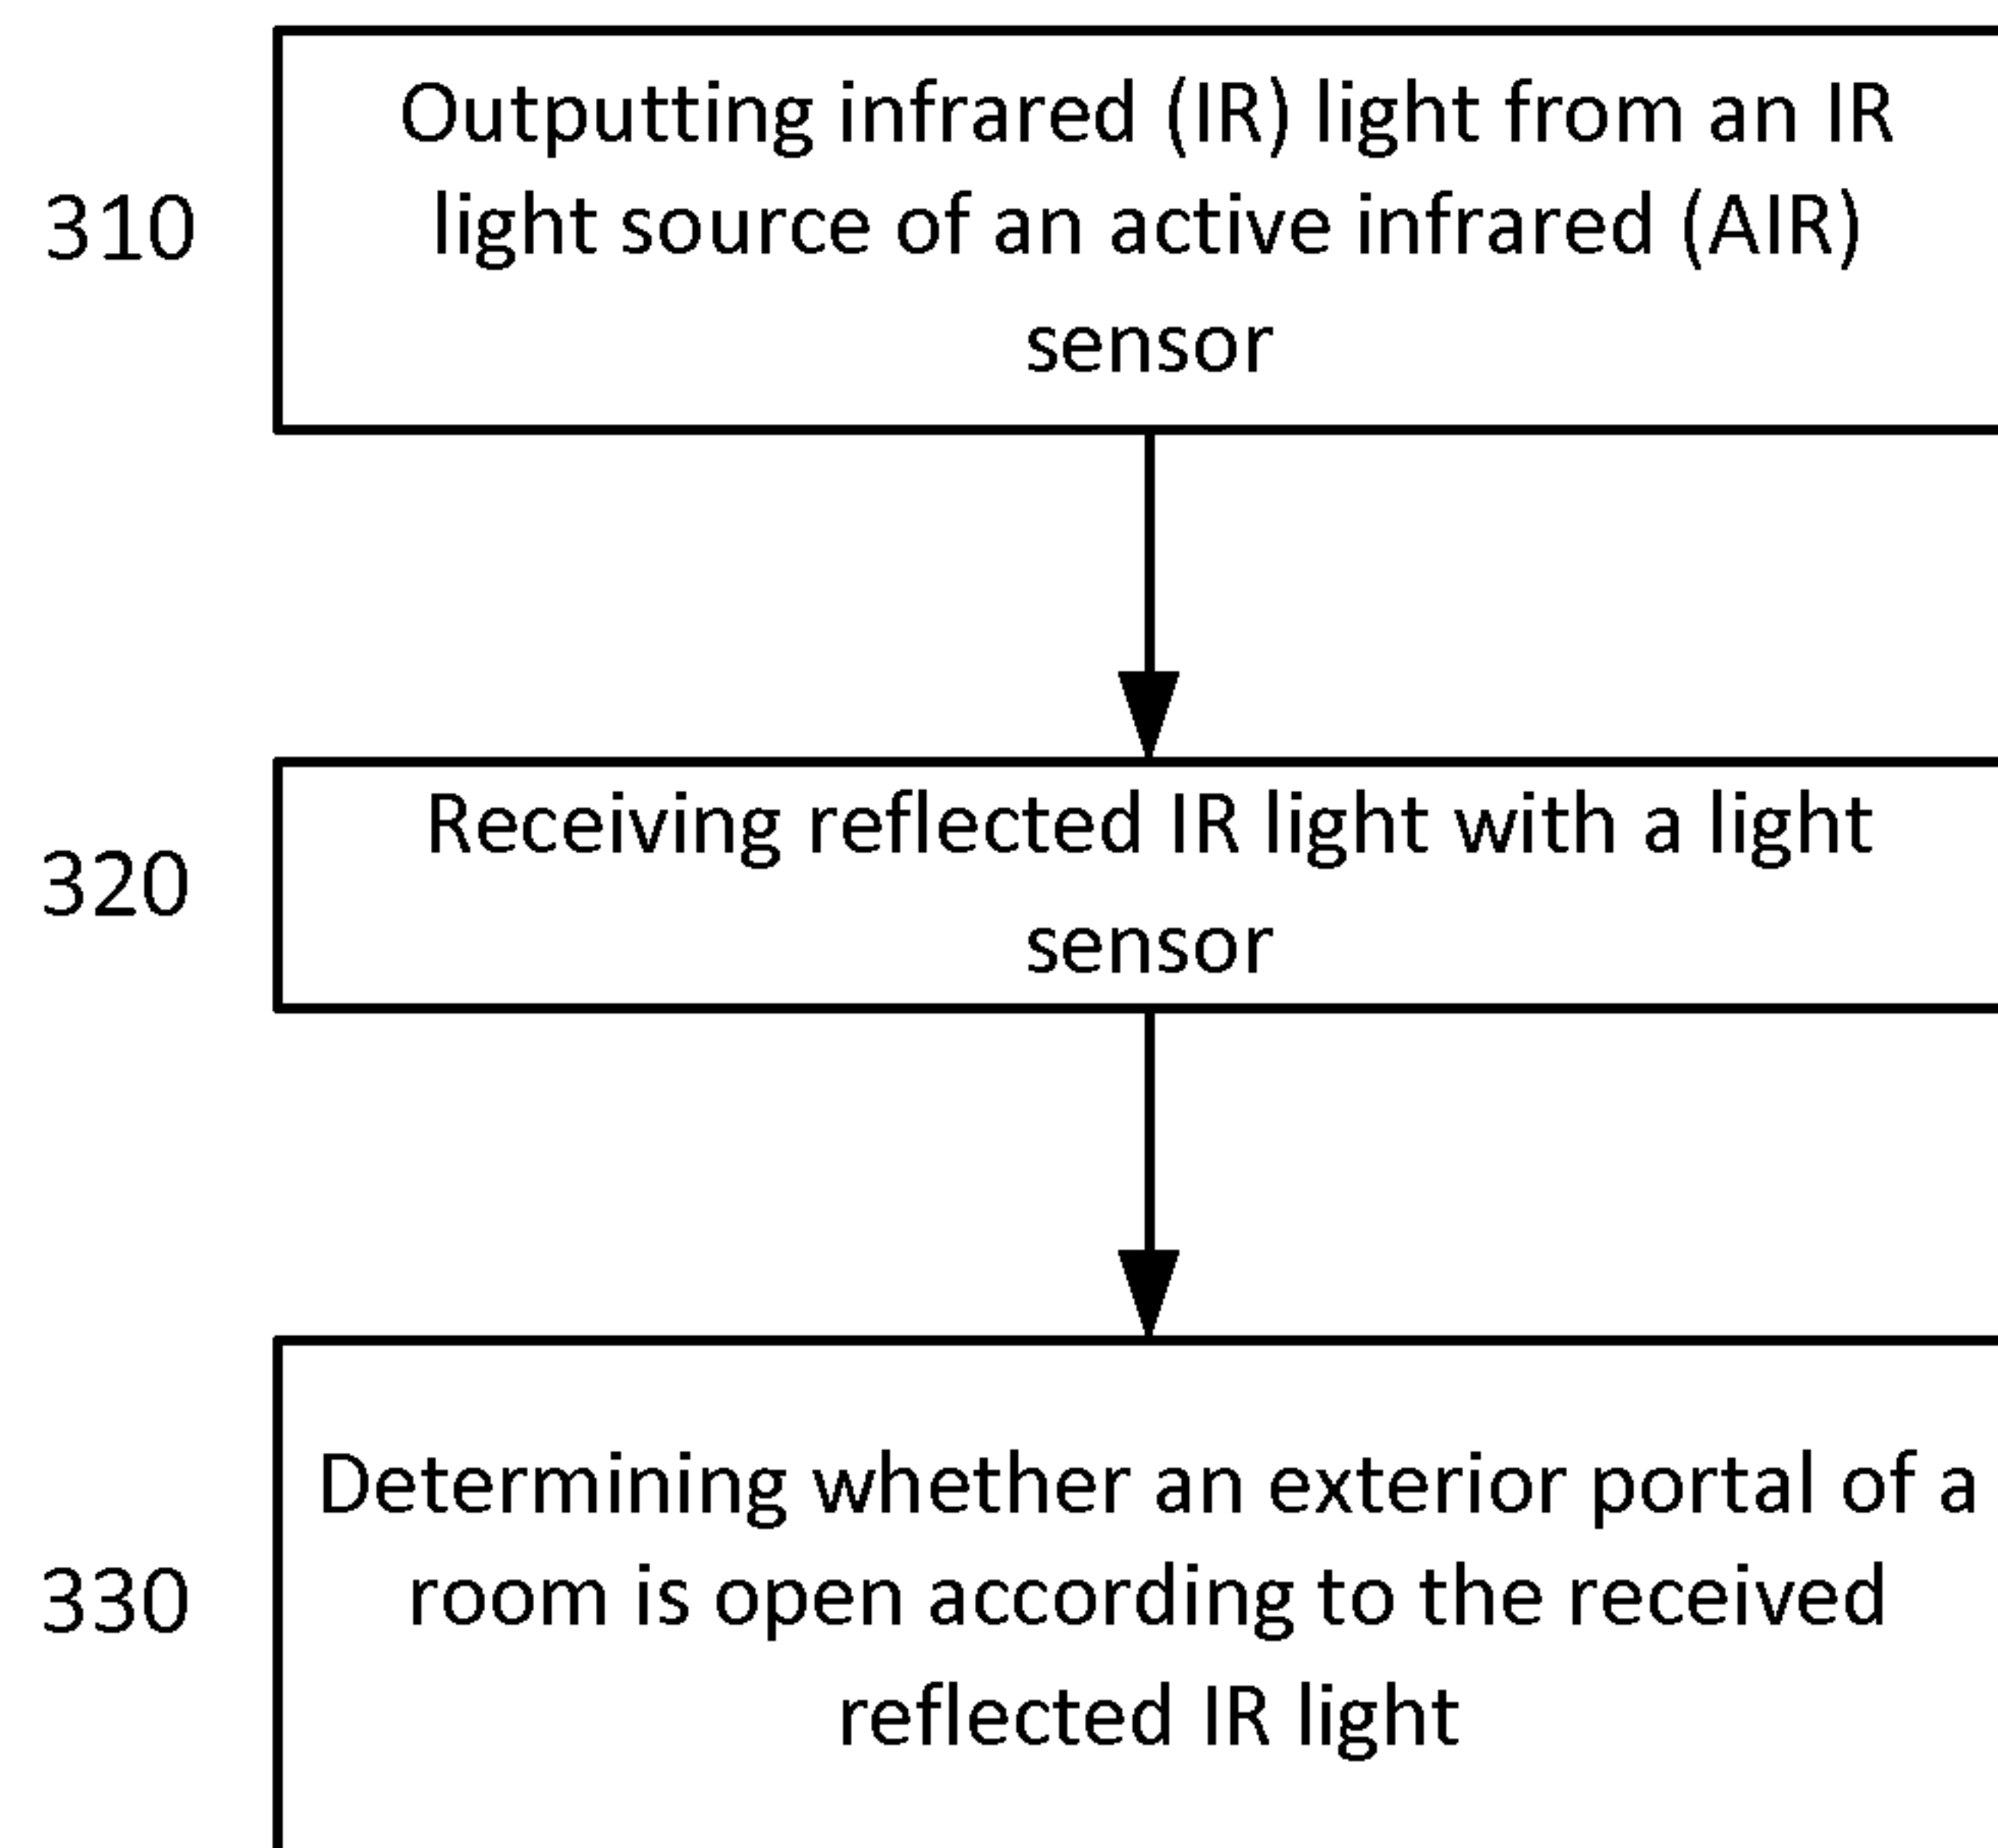 310
Outputting infrared (IR) light from an IR
light source of an active infrared (AIR)
sensor
320
Receiving reflected IR light with a light
sensor
330
Determining whether an exterior portal of a
room is open according to the received
reflected IR light